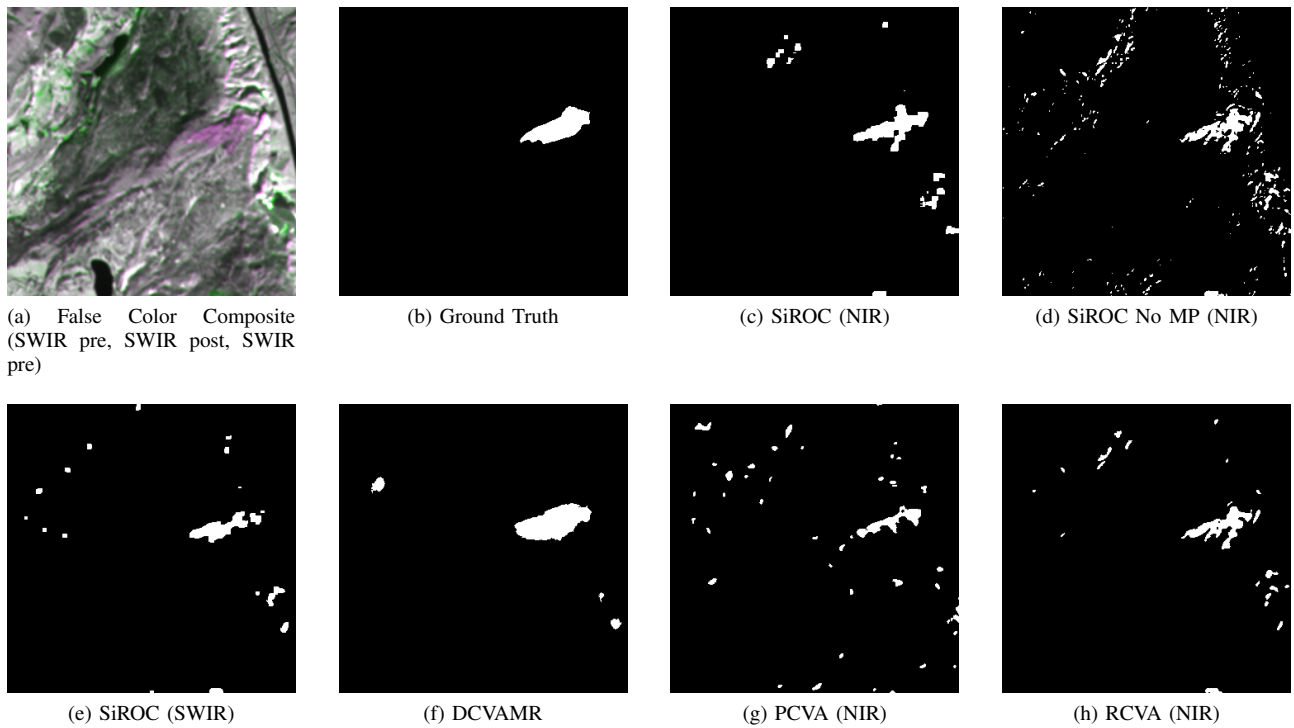 (a) False Color Composite
(SWIR pre, SWIR post, SWIR
pre)
(b) Ground Truth
(c) SiROC (NIR)
(d) SiROC No MP (NIR)
(e) SiROC (SWIR)
(f) DCVAMR
(g) PCVA (NIR)
(h) RCVA (NIR)